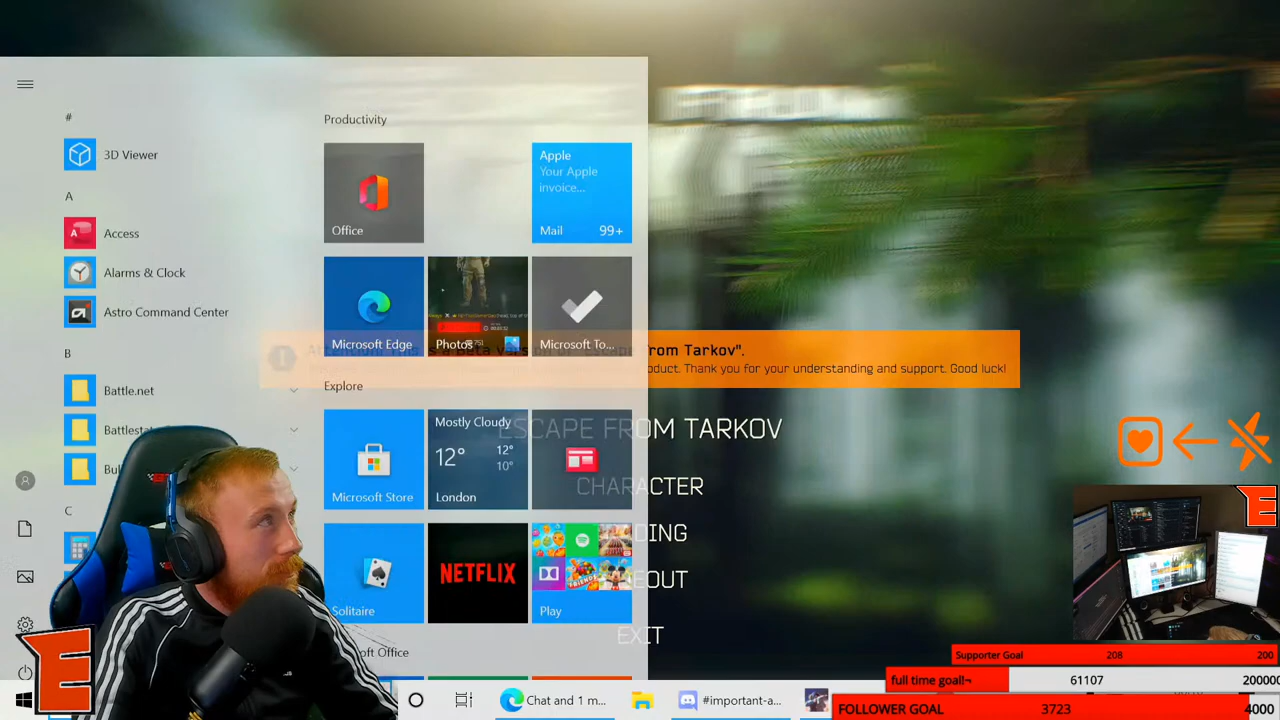 #
3D Viewer
A
Access
Alarms & Clock
Astro Command Center
B
Battle.net
C
Productivity
Office
Apple
Your Apple
invoice...
Mail 99+
Microsoft Edge
Photos
Microsoft To...
Explore
Microsoft Store
Mostly Cloudy
12°
12°
10°
London
Solitaire
NETFLIX
Play
from Tarkov".
product. Thank you for your understanding and support. Good luck!
ESCAPE FROM TARKOV
CHARACTER
EXIT
Supporter Goal 208 200
full time goal!¬ 61107 200000
FOLLOWER GOAL 3723 4000
Chat and 1 m...
#important-a...
E
E